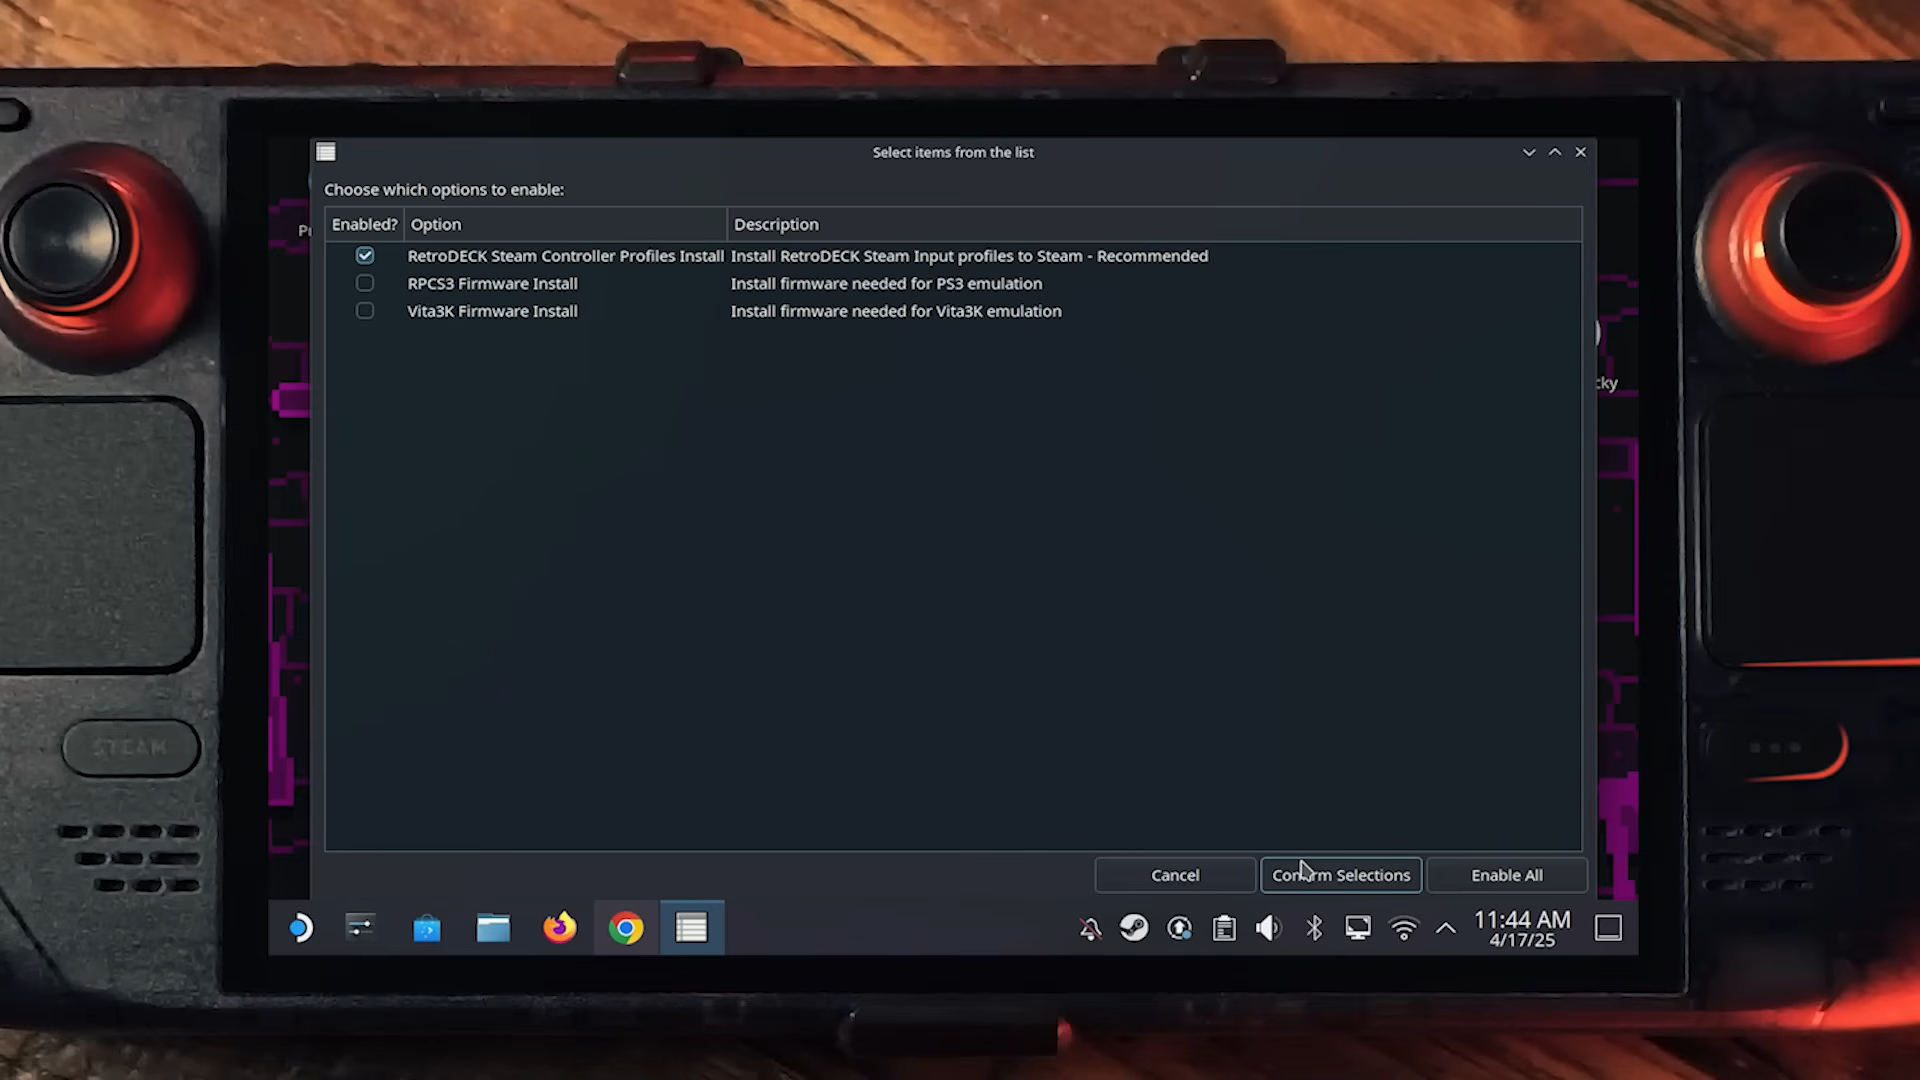 Select items from the list
Choose which options to enable:
Enabled? Option Description
RetroDECK Steam Controller Profiles Install Install RetroDECK Steam Input profiles to Steam - Recommended
RPCS3 Firmware Install Install firmware needed for PS3 emulation
Vita3K Firmware Install Install firmware needed for Vita3K emulation
cky
Cancel Confirm Selections Enable All
STEAM
11:44 AM
4/17/25